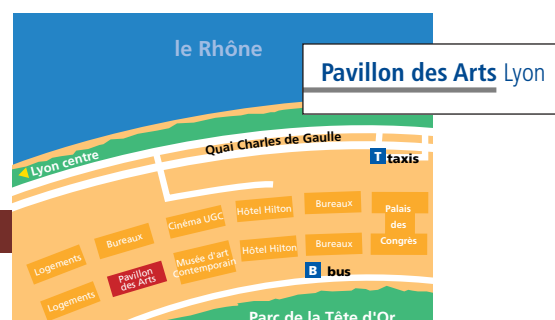 le Rhône
Pavillon des Arts Lyon
Quai Charles de Gaulle
Lyon centre
T taxis
Logements
Bureaux
Cinéma UGC
Hôtel Hilton
Bureaux
Palais
des
Congrès
Logements
Pavillon
des Arts
Musée d'art
Contemporain
Hôtel Hilton
Bureaux
B bus
Parc de la Tête d'Or